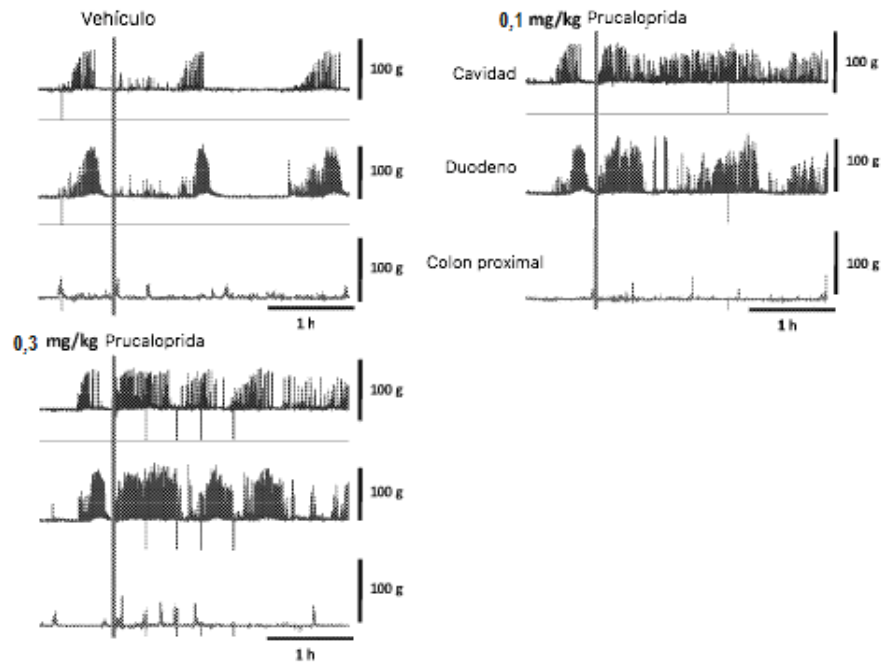 Vehículo
100 g
100 g
100 g
1 h
0,1 mg/kg Prucaloprida
Cavidad
100 g
Duodeno
100 g
Colon proximal
100 g
1 h
0,3 mg/kg Prucaloprida
100 g
100 g
100 g
1 h